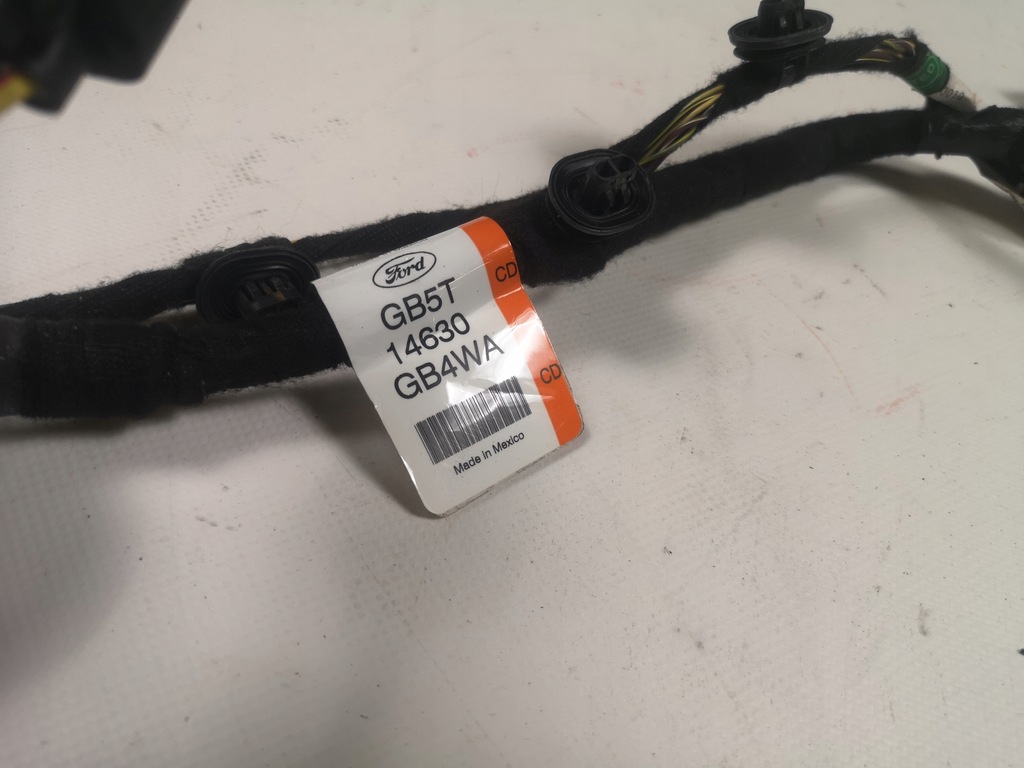 Ford
GB5T
14630
GB4WA
Made in Mexico
CD
CD